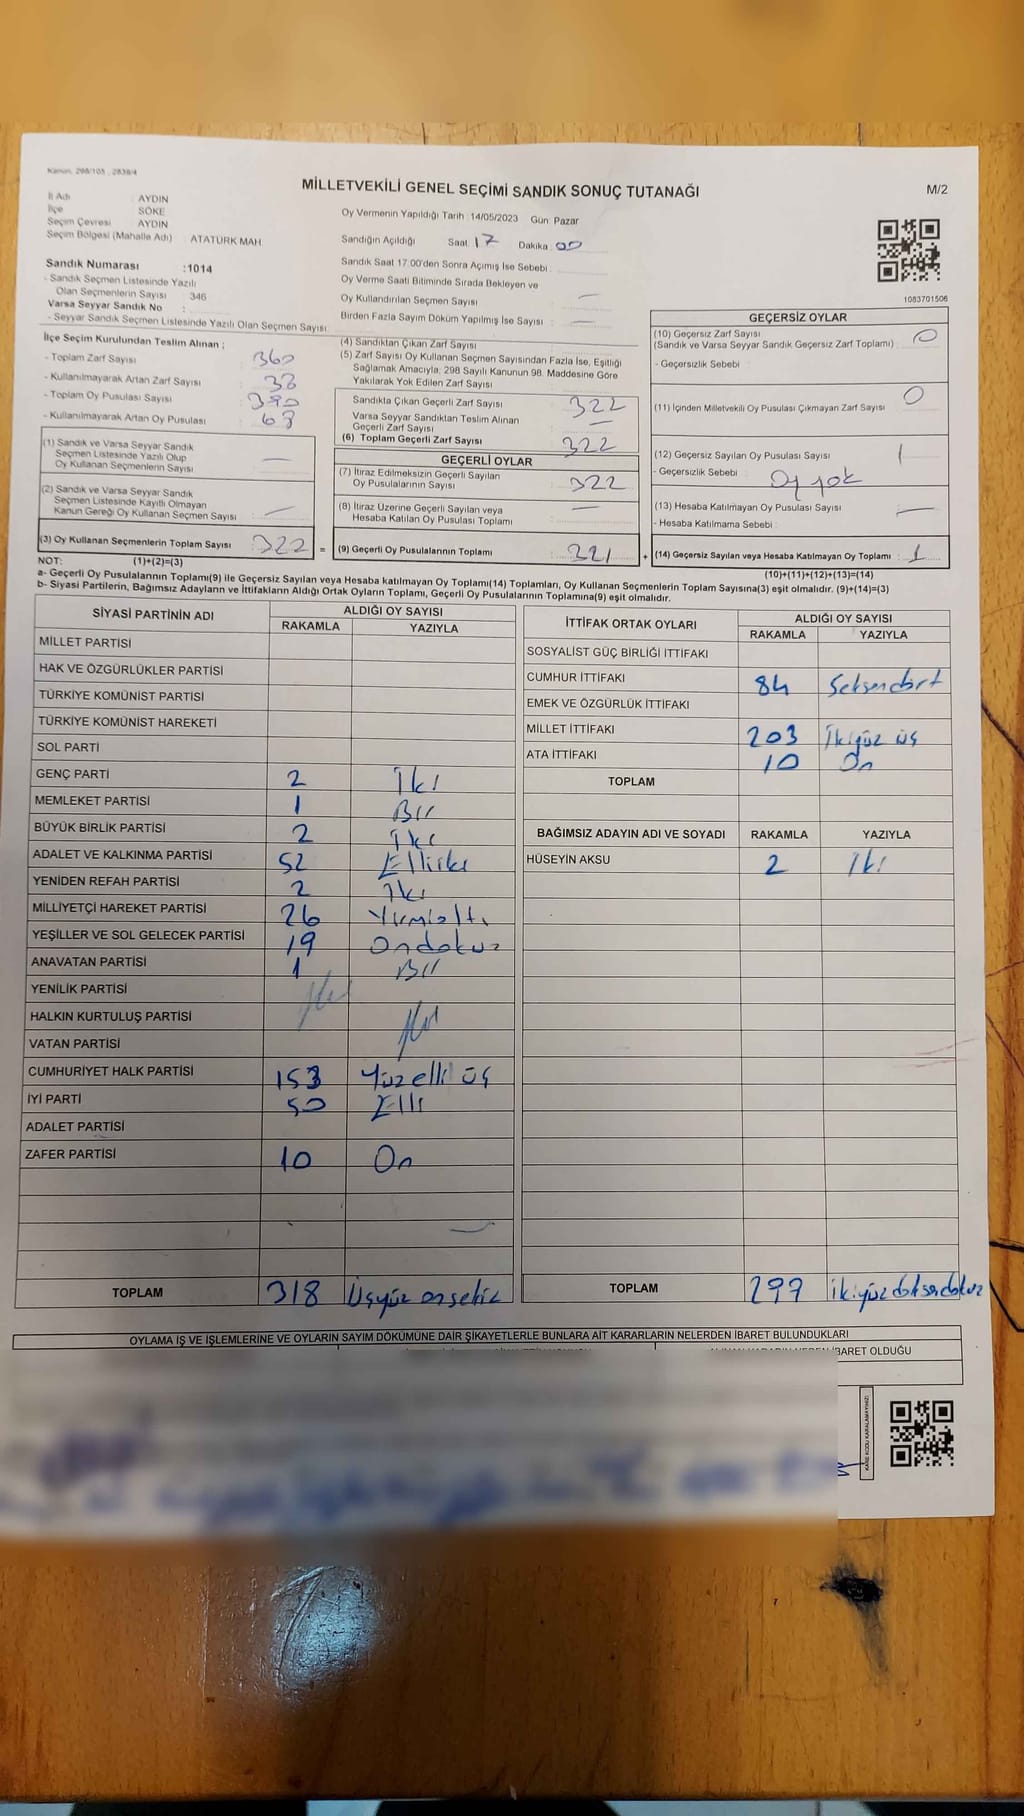 Kanun: 298/105 , 2839/4
MİLLETVEKİLİ GENEL SEÇİMİ SANDIK SONUÇ TUTANAĞI
M/2
İl Adı : AYDIN
İlçe : SÖKE
Seçim Çevresi : AYDIN
Seçim Bölgesi (Mahalle Adı) : ATATÜRK MAH
Sandık Numarası :1014
- Sandık Seçmen Listesinde Yazılı
Olan Seçmenlerin Sayısı : 346
Varsa Seyyar Sandık No :
- Seyyar Sandık Seçmen Listesinde Yazılı Olan Seçmen Sayısı:
Oy Vermenin Yapıldığı Tarih :14/05/2023 Gün: Pazar
Sandığın Açıldığı Saat: 17 Dakika: 00
Sandık Saat 17.00'den Sonra Açımış İse Sebebi :
Oy Verme Saati Bitiminde Sırada Bekleyen ve
Oy Kullandırılan Seçmen Sayısı : —
Birden Fazla Sayım Döküm Yapılmış İse Sayısı : —
1083701506
İlçe Seçim Kurulundan Teslim Alınan :
- Toplam Zarf Sayısı : 360
- Kullanılmayarak Artan Zarf Sayısı : 38
- Toplam Oy Pusulası Sayısı : 390
- Kullanılmayarak Artan Oy Pusulası : 68
(1) Sandık ve Varsa Seyyar Sandık
Seçmen Listesinde Yazılı Olup
Oy Kullanan Seçmenlerin Sayısı : —
(2) Sandık ve Varsa Seyyar Sandık
Seçmen Listesinde Kayıtlı Olmayan
Kanun Gereği Oy Kullanan Seçmen Sayısı : —
(3) Oy Kullanan Seçmenlerin Toplam Sayısı : 322 =
(1)+(2)=(3)
(4) Sandıktan Çıkan Zarf Sayısı :
(5) Zarf Sayısı Oy Kullanan Seçmen Sayısından Fazla İse, Eşitliği
Sağlamak Amacıyla, 298 Sayılı Kanunun 98. Maddesine Göre
Yakılarak Yok Edilen Zarf Sayısı :
Sandıkta Çıkan Geçerli Zarf Sayısı : 322
Varsa Seyyar Sandıktan Teslim Alınan
Geçerli Zarf Sayısı : —
(6) Toplam Geçerli Zarf Sayısı : 322
GEÇERLİ OYLAR
(7) İtiraz Edilmeksizin Geçerli Sayılan
Oy Pusulalarının Sayısı : 322
(8) İtiraz Üzerine Geçerli Sayılan veya
Hesaba Katılan Oy Pusulası Toplamı : —
(9) Geçerli Oy Pusulalarının Toplamı : 321 +
GEÇERSİZ OYLAR
(10) Geçersiz Zarf Sayısı
(Sandık ve Varsa Seyyar Sandık Geçersiz Zarf Toplamı) : 0
- Geçersizlik Sebebi :
(11) İçinden Milletvekili Oy Pusulası Çıkmayan Zarf Sayısı : 0
(12) Geçersiz Sayılan Oy Pusulası Sayısı : 1
- Geçersizlik Sebebi : Oy yok
(13) Hesaba Katılmayan Oy Pusulası Sayısı : —
- Hesaba Katılmama Sebebi :
(14) Geçersiz Sayılan veya Hesaba Katılmayan Oy Toplamı : 1
(10)+(11)+(12)+(13)=(14)
NOT:
a- Geçerli Oy Pusulalarının Toplamı(9) ile Geçersiz Sayılan veya Hesaba katılmayan Oy Toplamı(14) Toplamları, Oy Kullanan Seçmenlerin Toplam Sayısına(3) eşit olmalıdır. (9)+(14)=(3)
b- Siyasi Partilerin, Bağımsız Adayların ve İttifakların Aldığı Ortak Oyların Toplamı, Geçerli Oy Pusulalarının Toplamına(9) eşit olmalıdır.
SİYASİ PARTİNİN ADI ALDIĞI OY SAYISI
RAKAMLA YAZIYLA
MİLLET PARTİSİ
HAK VE ÖZGÜRLÜKLER PARTİSİ
TÜRKİYE KOMÜNİST PARTİSİ
TÜRKİYE KOMÜNİST HAREKETİ
SOL PARTİ
GENÇ PARTİ 2 İki
MEMLEKET PARTİSİ 1 Bir
BÜYÜK BİRLİK PARTİSİ 2 İki
ADALET VE KALKINMA PARTİSİ 52 Elliiki
YENİDEN REFAH PARTİSİ 2 İki
MİLLİYETÇİ HAREKET PARTİSİ 26 Yirmialtı
YEŞİLLER VE SOL GELECEK PARTİSİ 19 Ondokuz
ANAVATAN PARTİSİ 1 Bir
YENİLİK PARTİSİ
HALKIN KURTULUŞ PARTİSİ
VATAN PARTİSİ
CUMHURİYET HALK PARTİSİ 153 Yüzelli üç
İYİ PARTİ 50 Elli
ADALET PARTİSİ
ZAFER PARTİSİ 10 On
TOPLAM 318 Üçyüz onsekiz
İTTİFAK ORTAK OYLARI ALDIĞI OY SAYISI
RAKAMLA YAZIYLA
SOSYALİST GÜÇ BİRLİĞİ İTTİFAKI
CUMHUR İTTİFAKI 84 Seksendört
EMEK VE ÖZGÜRLÜK İTTİFAKI
MİLLET İTTİFAKI 203 İkiyüz üç
ATA İTTİFAKI 10 On
TOPLAM
BAĞIMSIZ ADAYIN ADI VE SOYADI RAKAMLA YAZIYLA
HÜSEYİN AKSU 2 İki
TOPLAM 299 ikiyüz doksandokuz
OYLAMA İŞ VE İŞLEMLERİNE VE OYLARIN SAYIM DÖKÜMÜNE DAİR ŞİKAYETLERLE BUNLARA AİT KARARLARIN NELERDEN İBARET BULUNDUKLARI
İBARET OLDUĞU
KARE KODU KARALAMAYINIZ!